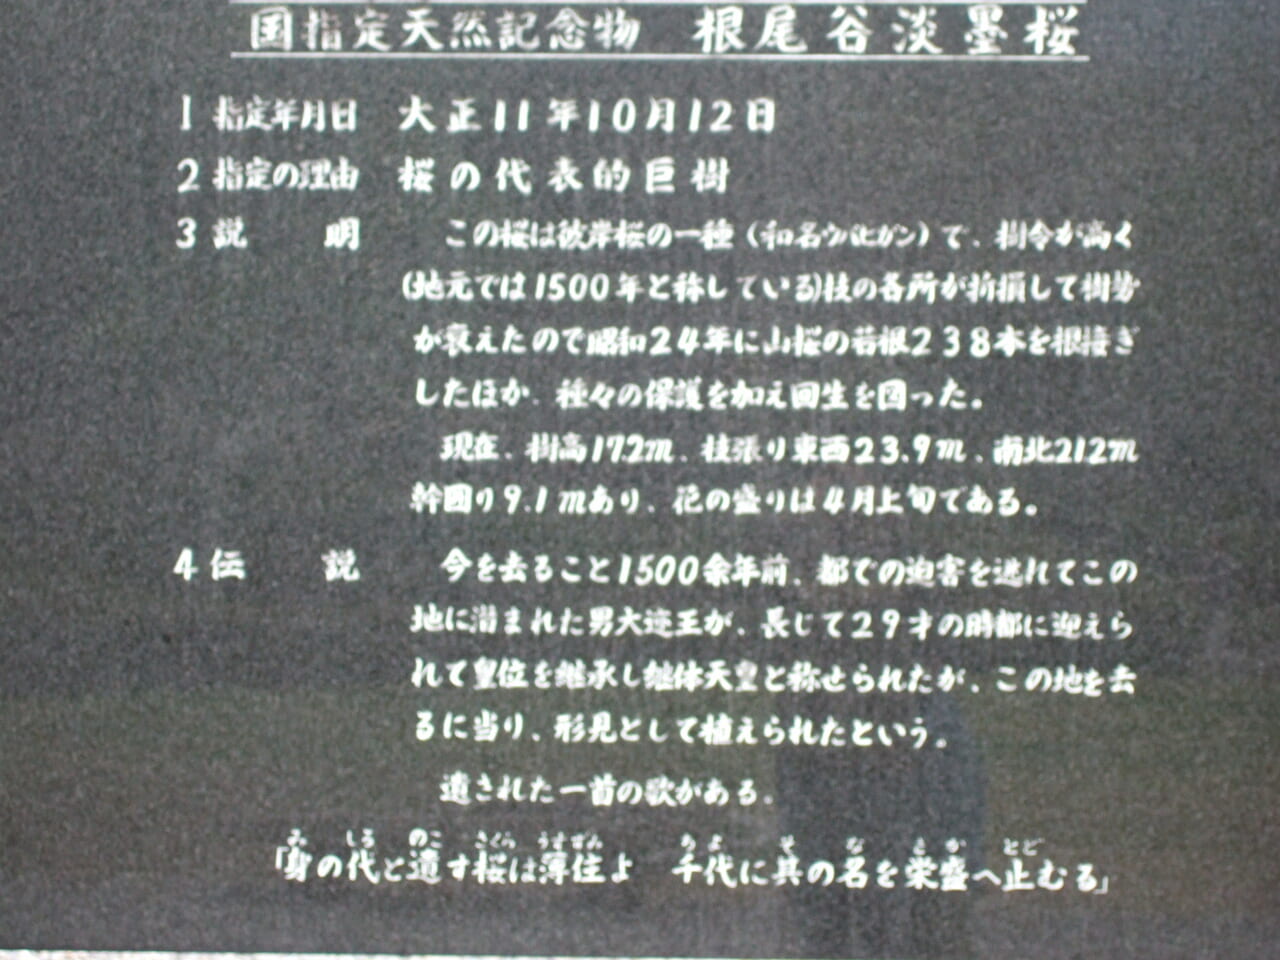 国指定天然記念物 根尾谷淡墨桜
1 指定年月日 大正11年10月12日
2 指定の理由 桜の代表的巨樹
3 説 明 この桜は彼岸桜の一種（和名ウバヒガン）で、樹令が高く
(地元では1500年と称している)枝の各所が折損して樹勢
が衰えたので昭和24年に山桜の若根238本を根接ぎ
したほか、種々の保護を加え回生を図った。
現在、樹高17.2m、枝張り東西23.9m、南北21.2m
幹囲り9.1mあり、花の盛りは4月上旬である。
4 伝 説 今を去ること1500余年前、都での迫害を逃れてこの
地に潜まれた男大迹王が、長じて29才の時都に迎えら
れて皇位を継承し継体天皇と称せられたが、この地を去
るに当り、形見として植えられたという。
遺された一首の歌がある。
み しろ のこ さくら うすずみ ちよ そ な さか とど
「身の代と遺す桜は薄住よ 千代に其の名を栄盛へ止むる」